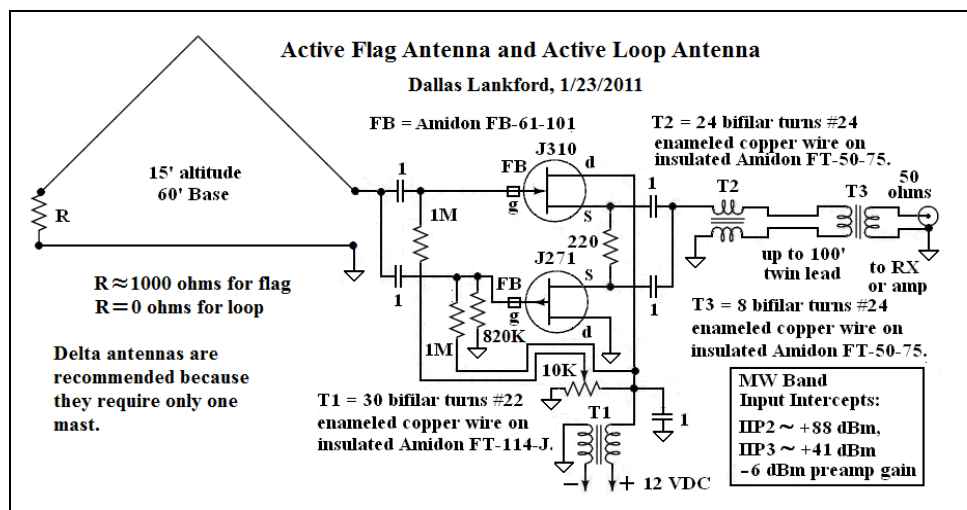 Active Flag Antenna and Active Loop Antenna
Dallas Lankford, 1/23/2011
FB = Amidon FB-61-101
T2 = 24 bifilar turns #24
enameled copper wire on
insulated Amidon FT-50-75.
J310
d
FB
g
s
1
1M
15' altitude
60' Base
R
1
T2
T3
50
ohms
220
up to 100'
twin lead
to RX
or amp
J271
s
FB
g
d
1
1
820K
1M
R≈1000 ohms for flag
R=0 ohms for loop
T3 = 8 bifilar turns #24
enameled copper wire on
insulated Amidon FT-50-75.
Delta antennas are
recommended because
they require only one
mast.
10K
T1 = 30 bifilar turns #22
enameled copper wire on
insulated Amidon FT-114-J.
T1
1
− + 12 VDC
MW Band
Input Intercepts:
IIP2 ~ +88 dBm,
IIP3 ~ +41 dBm
-6 dBm preamp gain